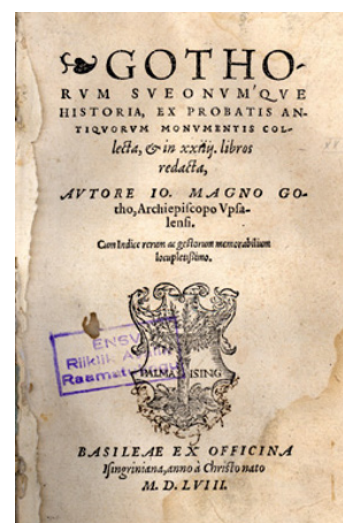 GOTHO-
RVM SVEONVM'QVE
HISTORIA, EX PROBATIS AN-
TIQVORVM MONVMENTIS COL-
lecta, & in xxiiij. libros
redacta,
AVTORE IO. MAGNO GO-
tho, Archiepiscopo Vpsa-
lensi.
Cum Indice rerum ac gestorum memorabilium
locupletissimo.
ENSV
Riiklik
PALMA ISING
BASILEAE EX OFFICINA
Isingriniana, anno à Christo nato
M. D. LVIII.